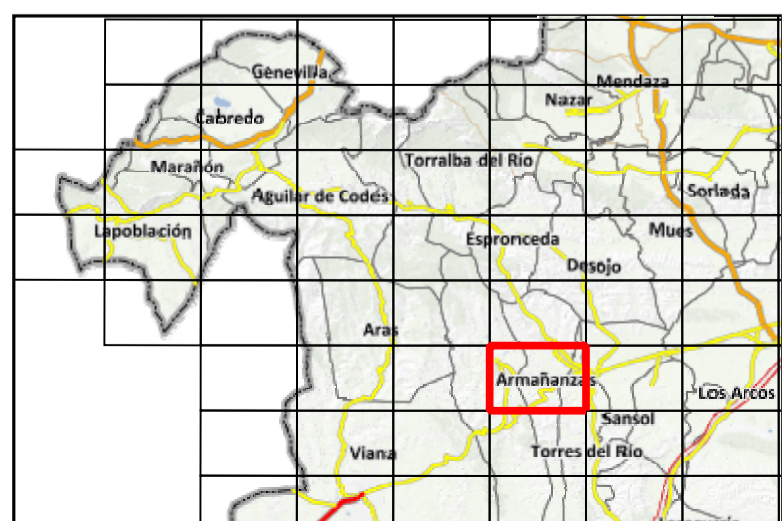 Genevilla
Mendaza
Nazar
Cabredo
Torralba del Río
Marañón
Sorlada
Aguilar de Codés
Lapoblación
Espronceda
Mues
Desojo
Aras
Armañanzas
Los Arcos
Sansol
Viana
Torres del Río